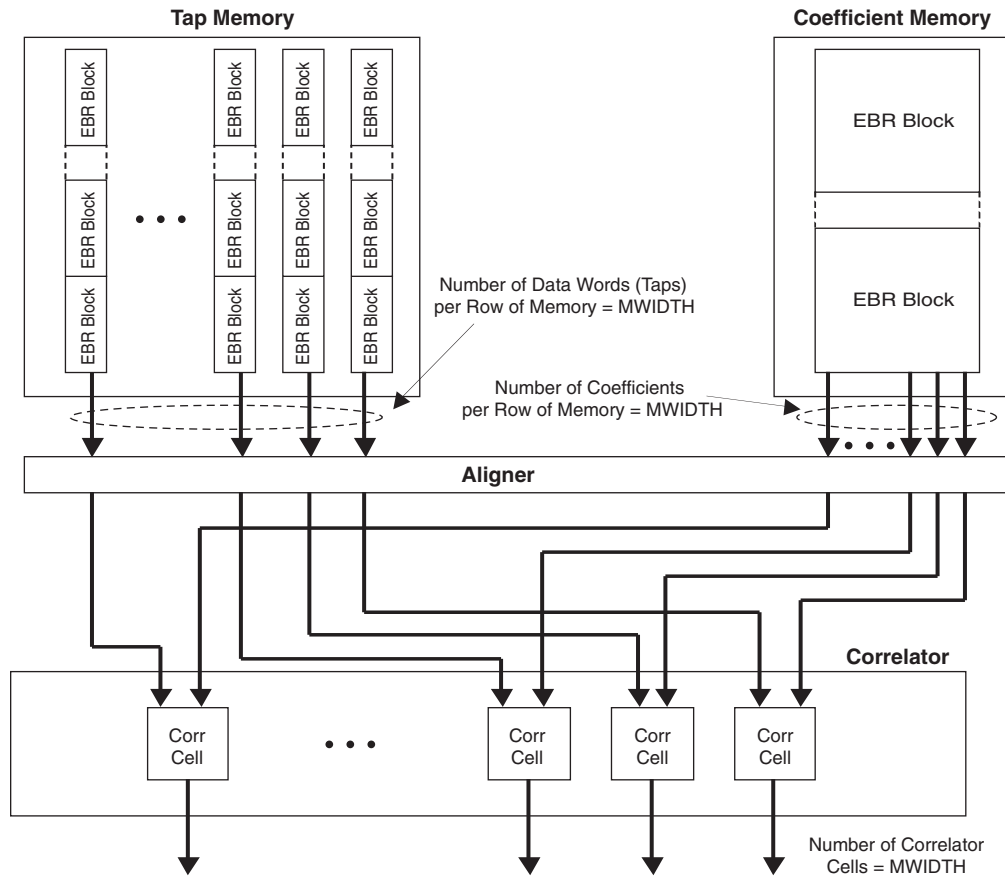 Tap Memory
Coefficient Memory
EBR Block
EBR Block
EBR Block
EBR Block
EBR Block
EBR Block
EBR Block
EBR Block
EBR Block
EBR Block
EBR Block
EBR Block
EBR Block
EBR Block
Number of Data Words (Taps)
per Row of Memory = MWIDTH
Number of Coefficients
per Row of Memory = MWIDTH
Aligner
Correlator
Corr
Cell
Corr
Cell
Corr
Cell
Corr
Cell
Number of Correlator
Cells = MWIDTH